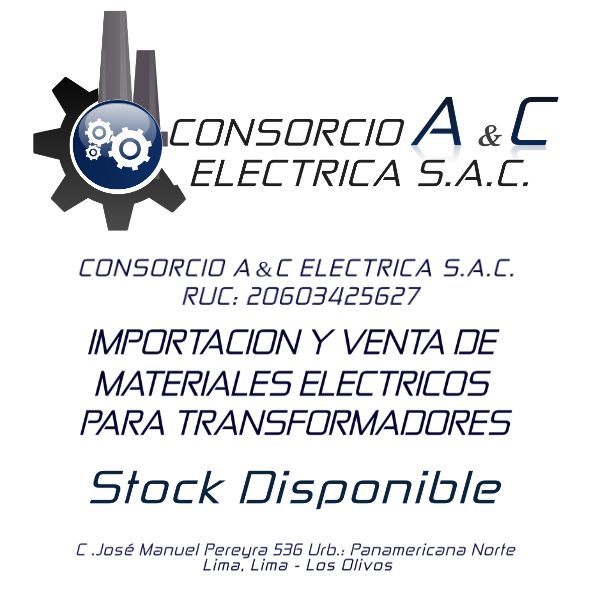 CONSORCIO A & C
ELECTRICA S.A.C.
CONSORCIO A & C ELECTRICA S.A.C.
RUC: 20603425627
IMPORTACION Y VENTA DE
MATERIALES ELECTRICOS
PARA TRANSFORMADORES
Stock Disponible
C .José Manuel Pereyra 536 Urb.: Panamericana Norte
Lima, Lima - Los Olivos